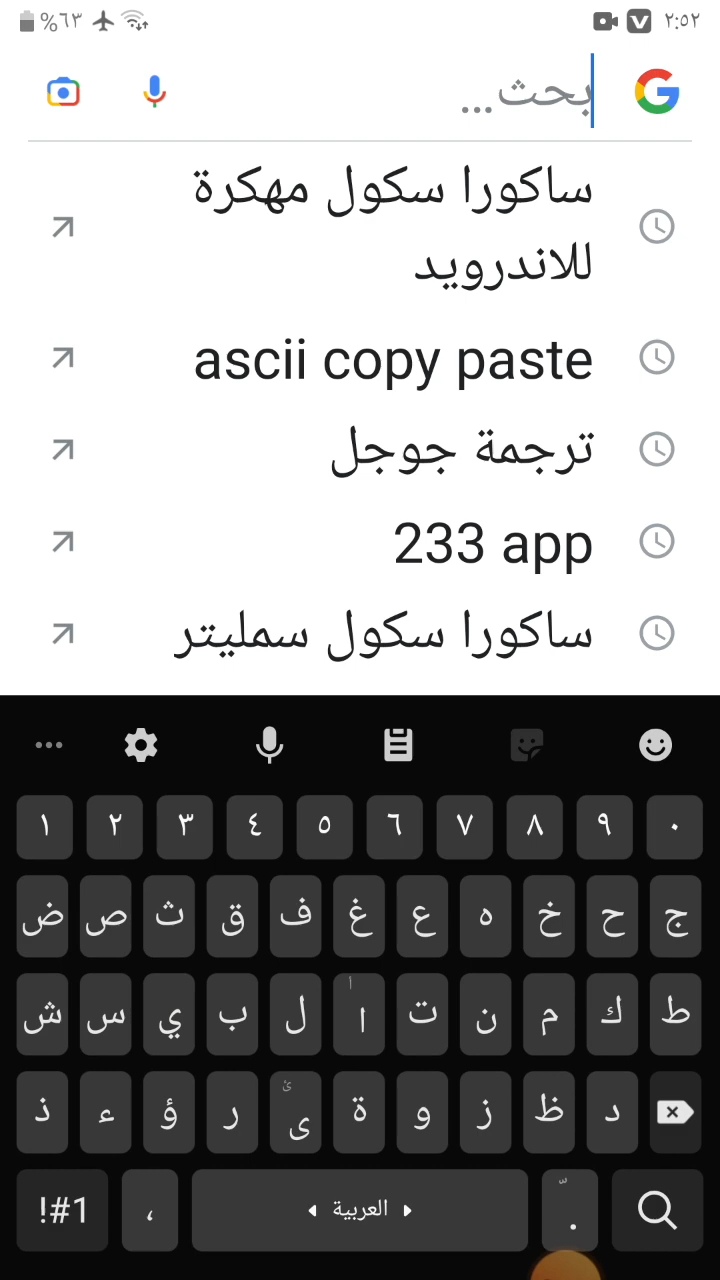 %٦٣ ٢:٥٢
بحث...
ساكورا سكول مهكرة
للاندرويد
ascii copy paste
ترجمة جوجل
233 app
ساكورا سكول سمليتر
١ ٢ ٣ ٤ ٥ ٦ ٧ ٨ ٩ ٠
ض ص ث ق ف غ ع ه خ ح ج
ش س ي ب ل ا ت ن م ك ط
ذ ء ؤ ر ى ئ ة و ز ظ د
!#1 ، العربية .